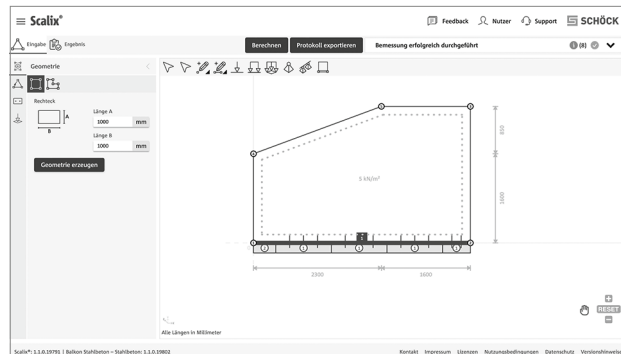 Scalix®
Feedback Nutzer Support SCHÖCK
Eingabe Ergebnis Berechnen Protokoll exportieren Bemessung erfolgreich durchgeführt (8)
Geometrie
Rechteck
Länge A
A 1000 mm
Länge B
B 1000 mm
Geometrie erzeugen
850
5 kN/m²
1600
2300 1600
RESET
Alle Längen in Millimeter
Scalix®: 1.1.0.19791 | Balkon Stahlbeton – Stahlbeton: 1.1.0.19802 Kontakt Impressum Lizenzen Nutzungsbedingungen Datenschutz Versionshinweise